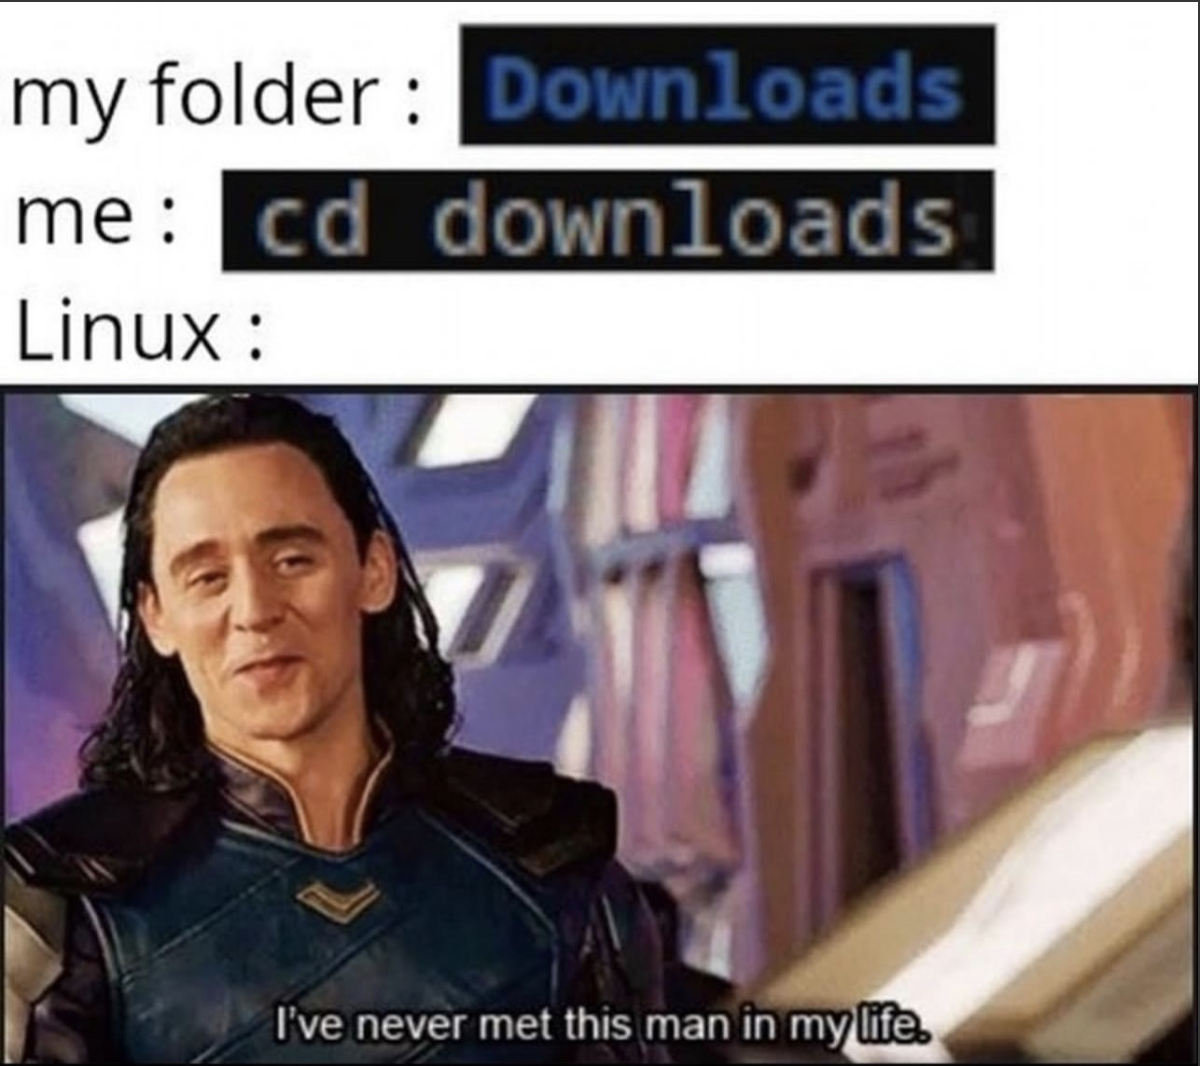 my folder : Downloads
me : cd downloads
Linux :
I've never met this man in my life.